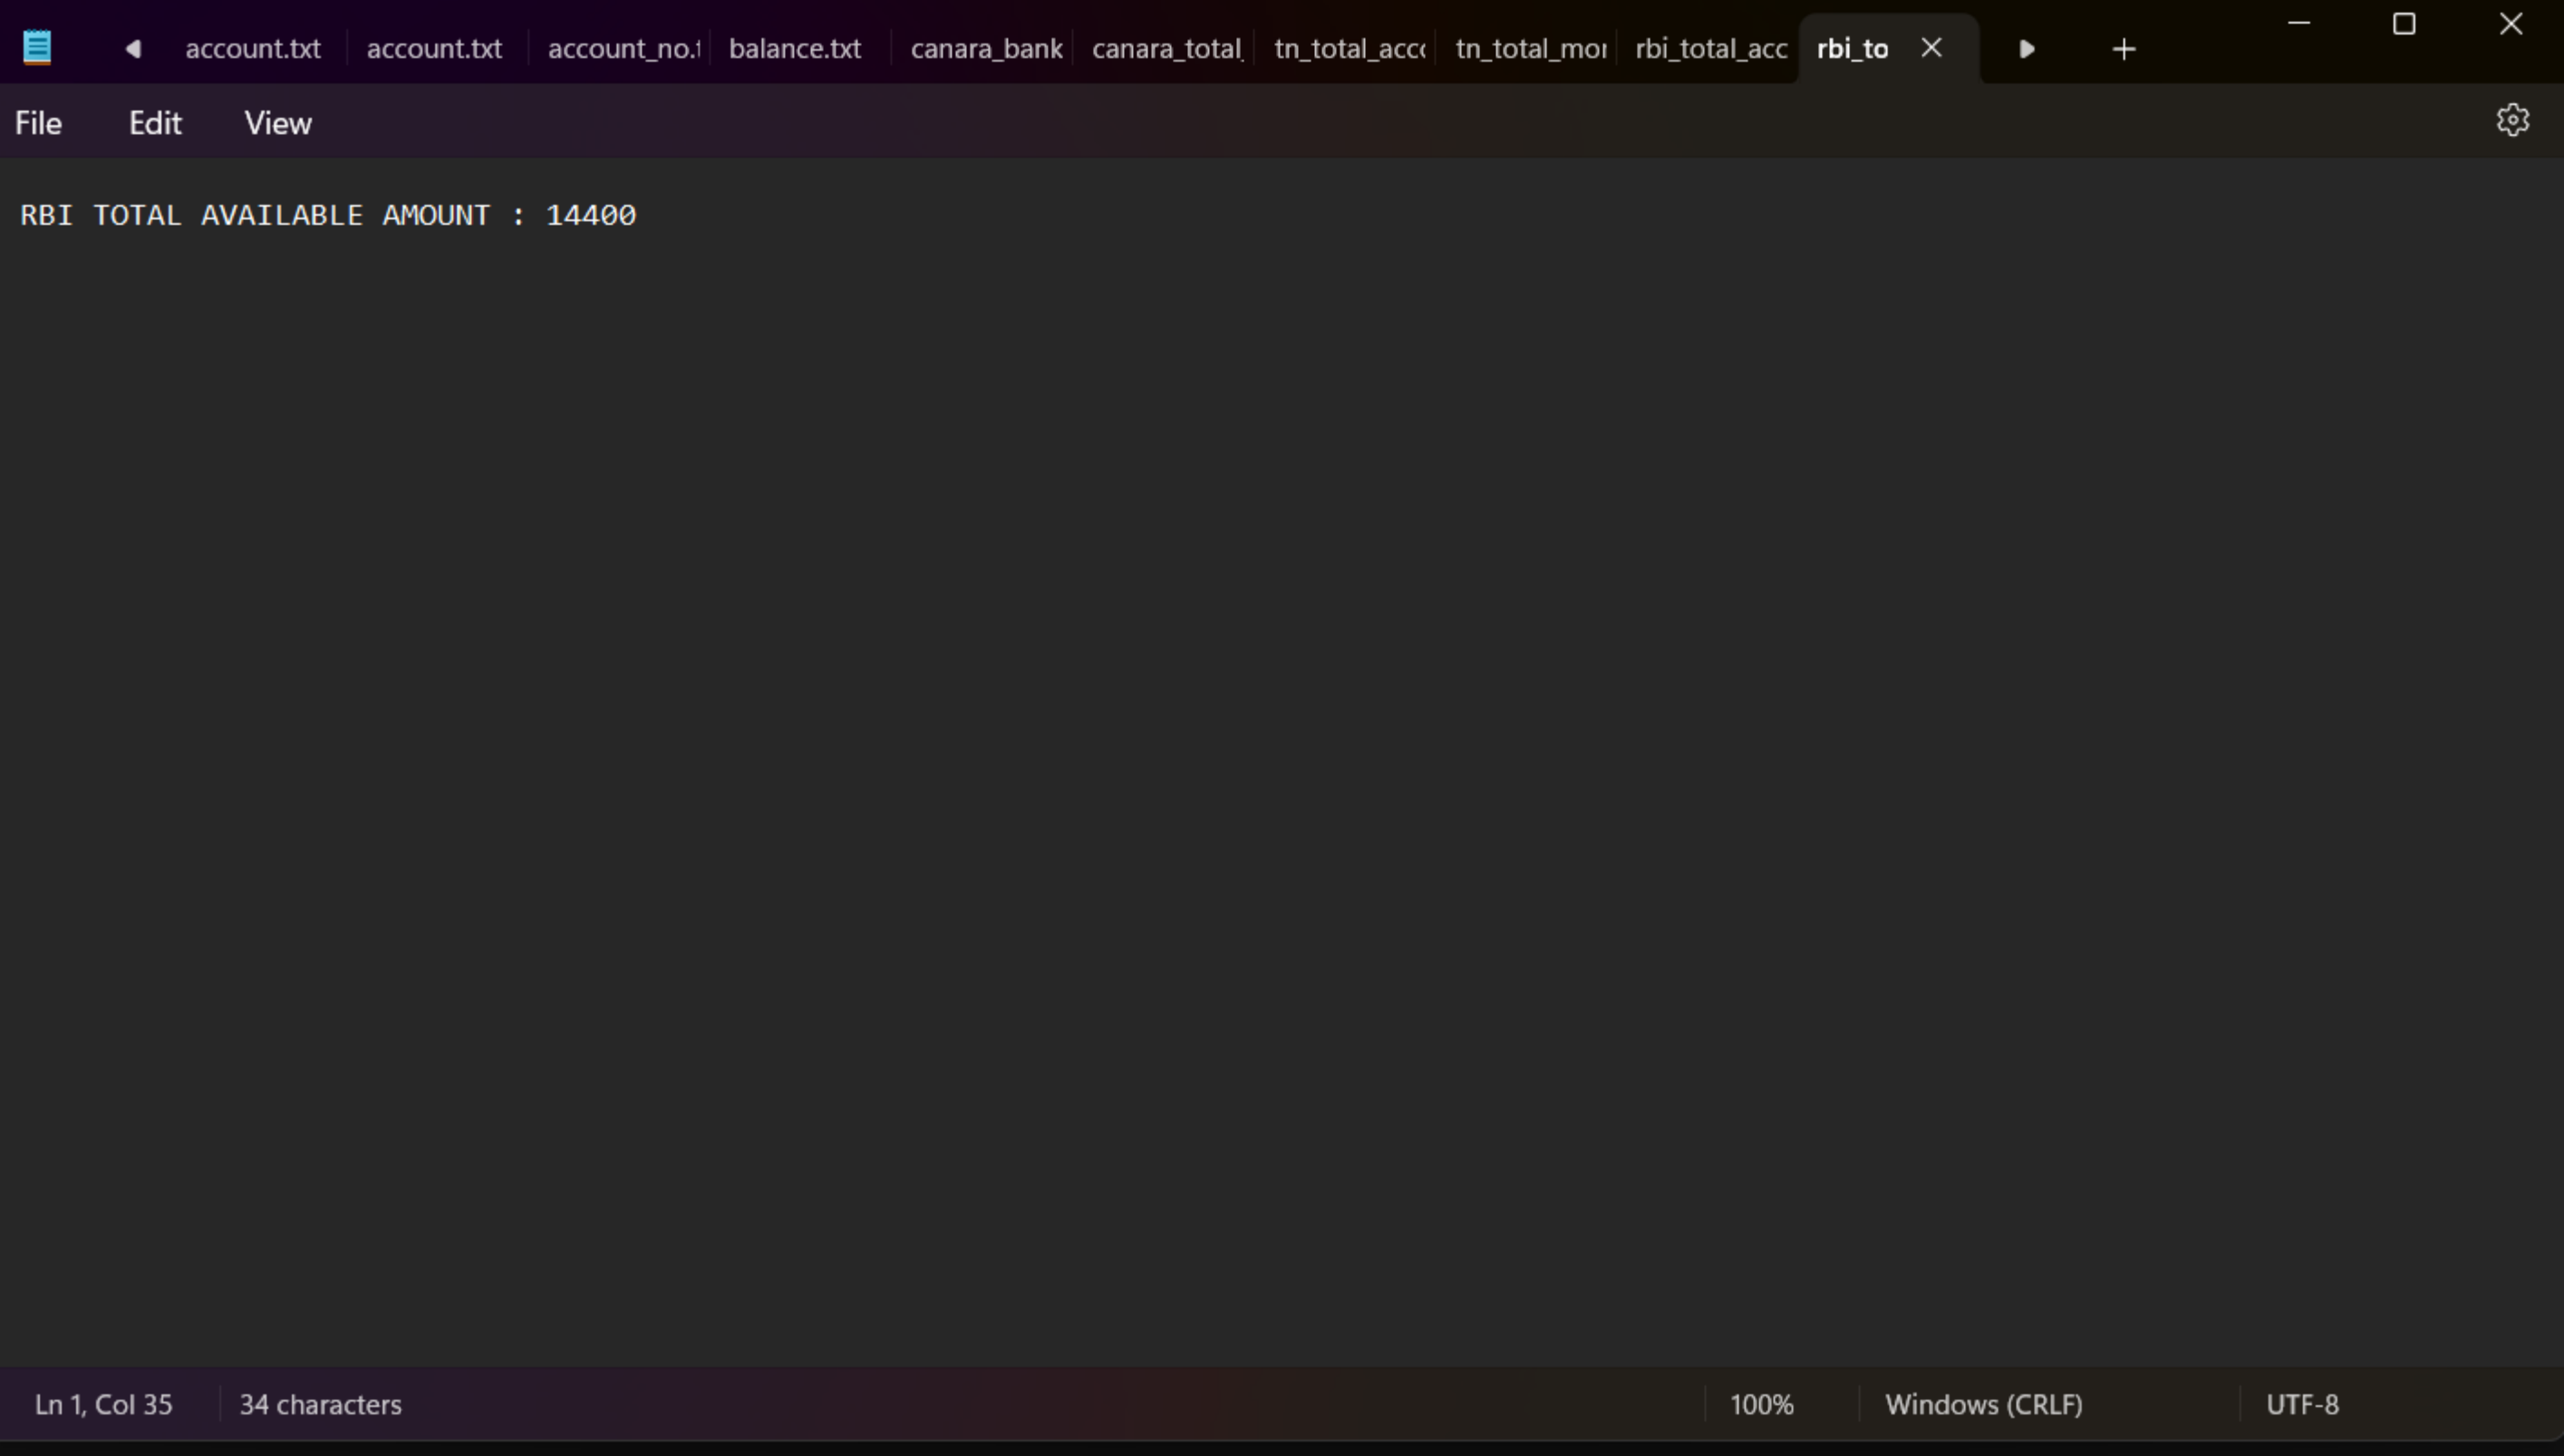 account.txt account.txt account_no.t balance.txt canara_bank canara_total_ tn_total_acc tn_total_mo rbi_total_acc rbi_to
File Edit View
RBI TOTAL AVAILABLE AMOUNT : 14400
Ln 1, Col 35 34 characters 100% Windows (CRLF) UTF-8